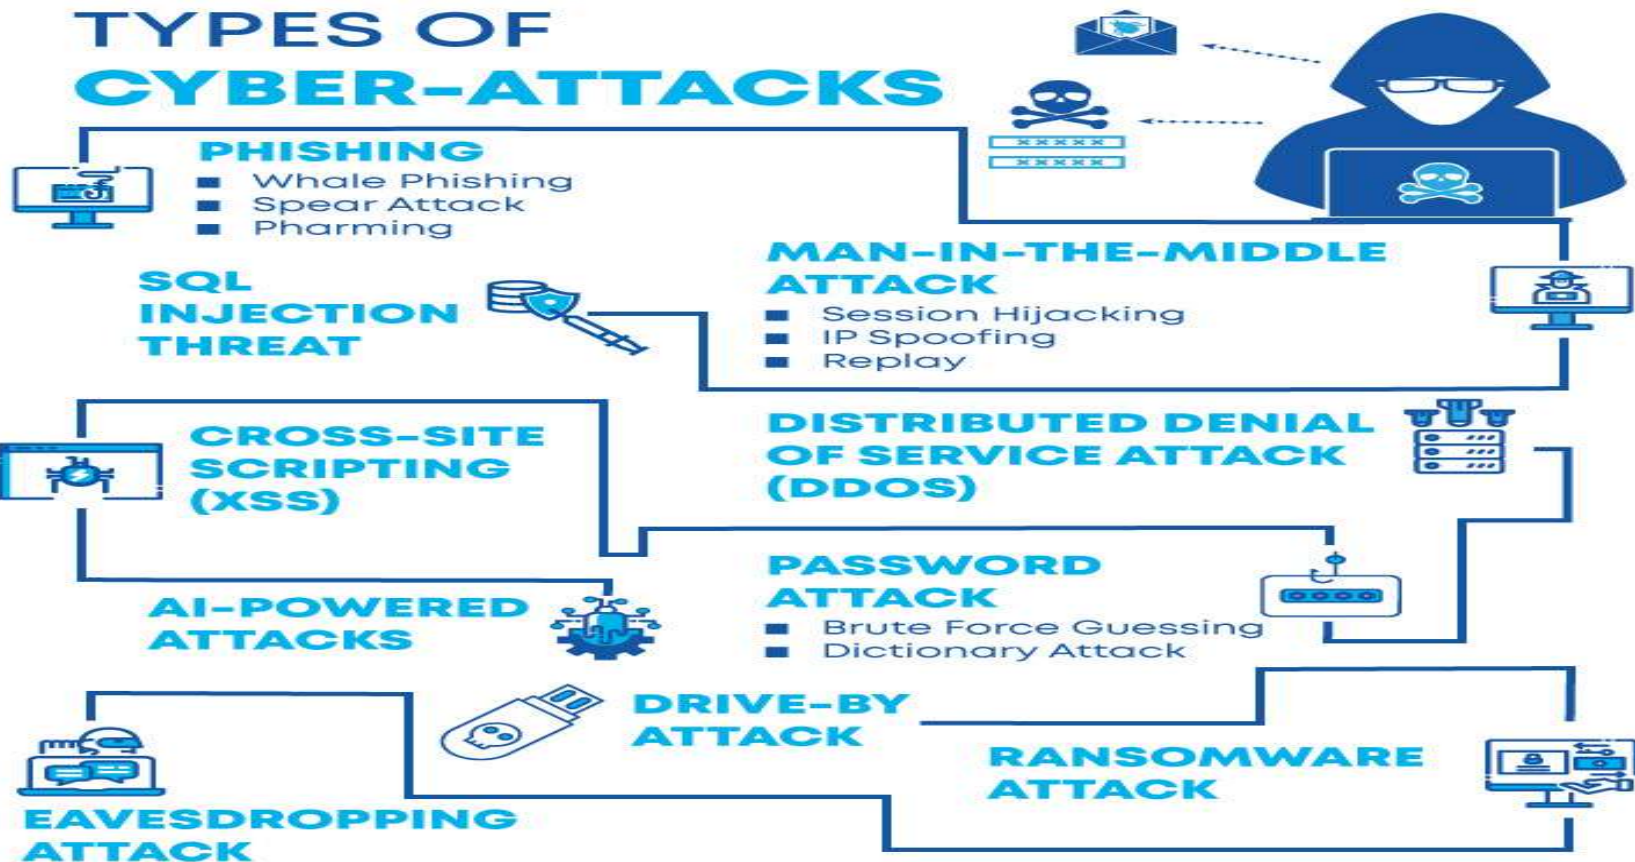 TYPES OF
CYBER-ATTACKS
PHISHING
Whale Phishing
Spear Attack
Pharming
MAN-IN-THE-MIDDLE
ATTACK
Session Hijacking
IP Spoofing
Replay
SQL
INJECTION
THREAT
CROSS-SITE
SCRIPTING
(XSS)
DISTRIBUTED DENIAL
OF SERVICE ATTACK
(DDOS)
AI-POWERED
ATTACKS
PASSWORD
ATTACK
Brute Force Guessing
Dictionary Attack
DRIVE-BY
ATTACK
RANSOMWARE
ATTACK
EAVESDROPPING
ATTACK